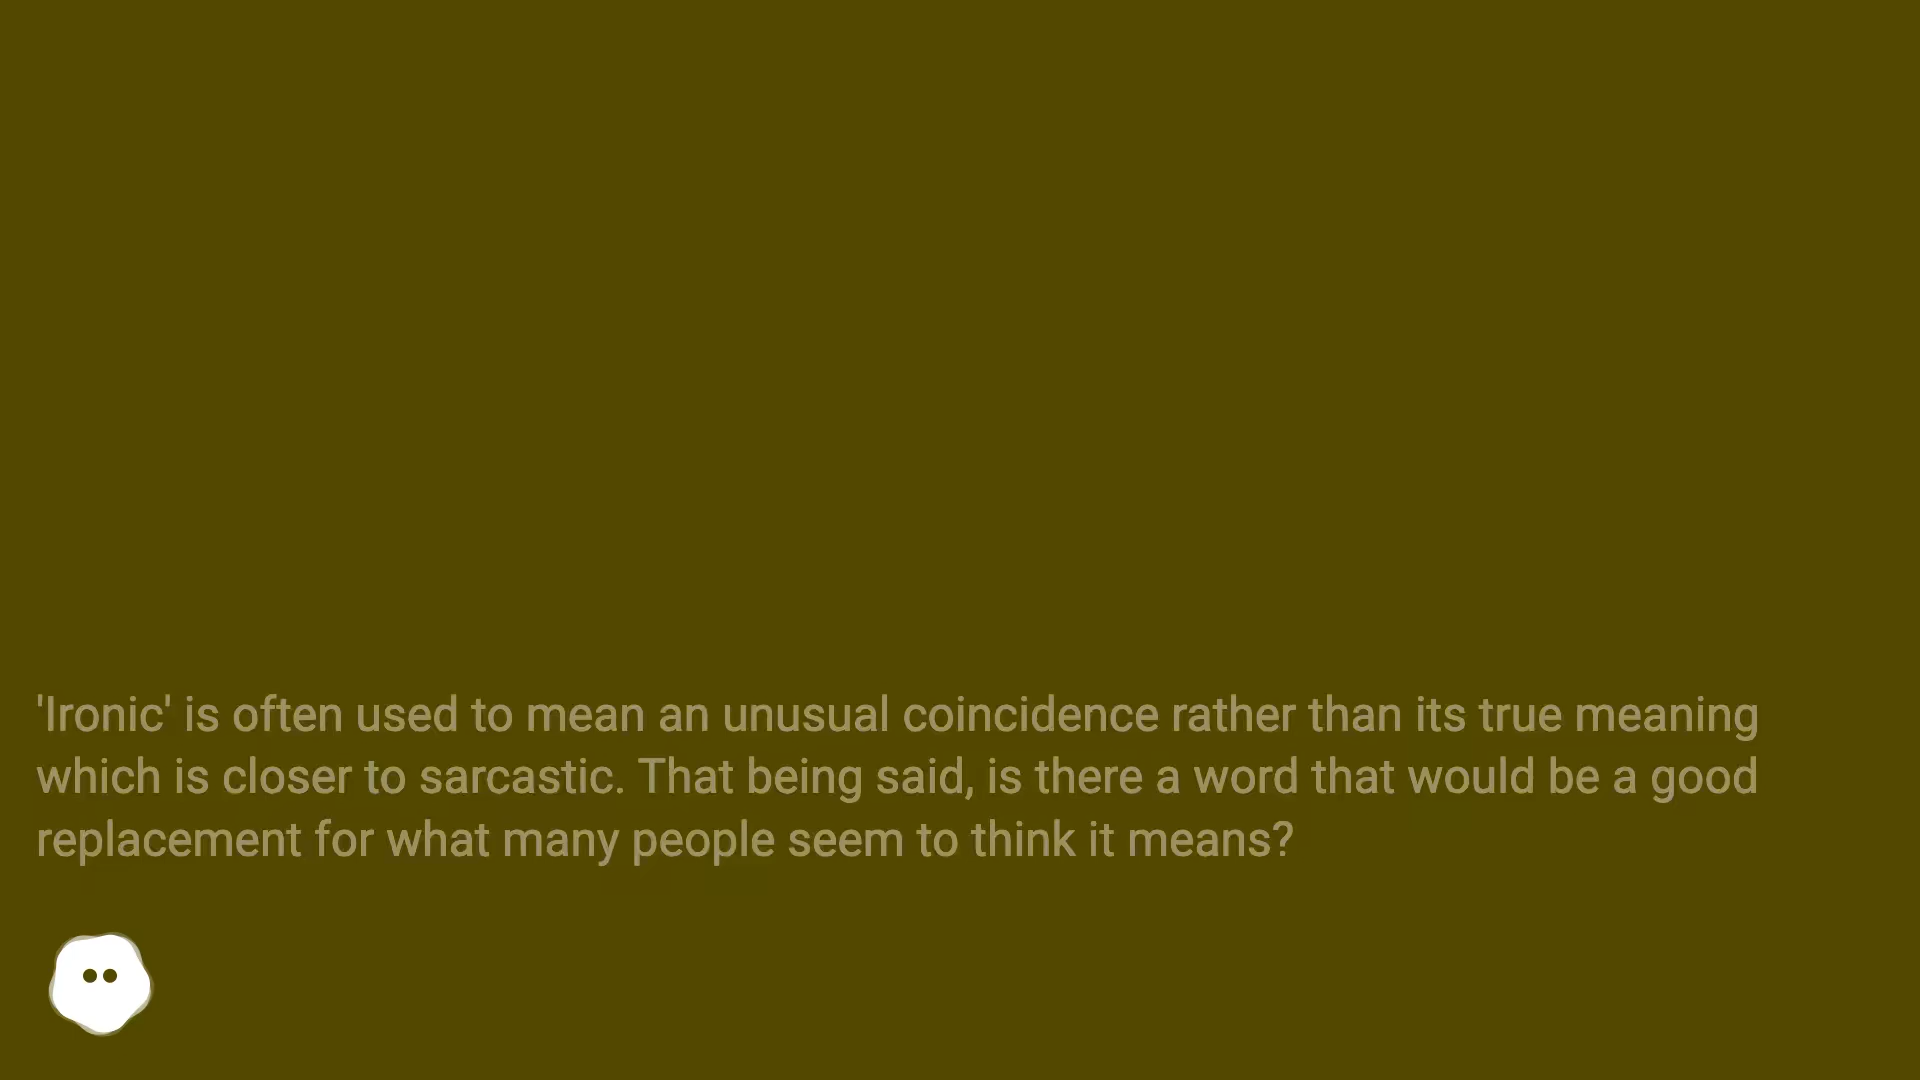 'Ironic' is often used to mean an unusual coincidence rather than its true meaning
which is closer to sarcastic. That being said, is there a word that would be a good
replacement for what many people seem to think it means?